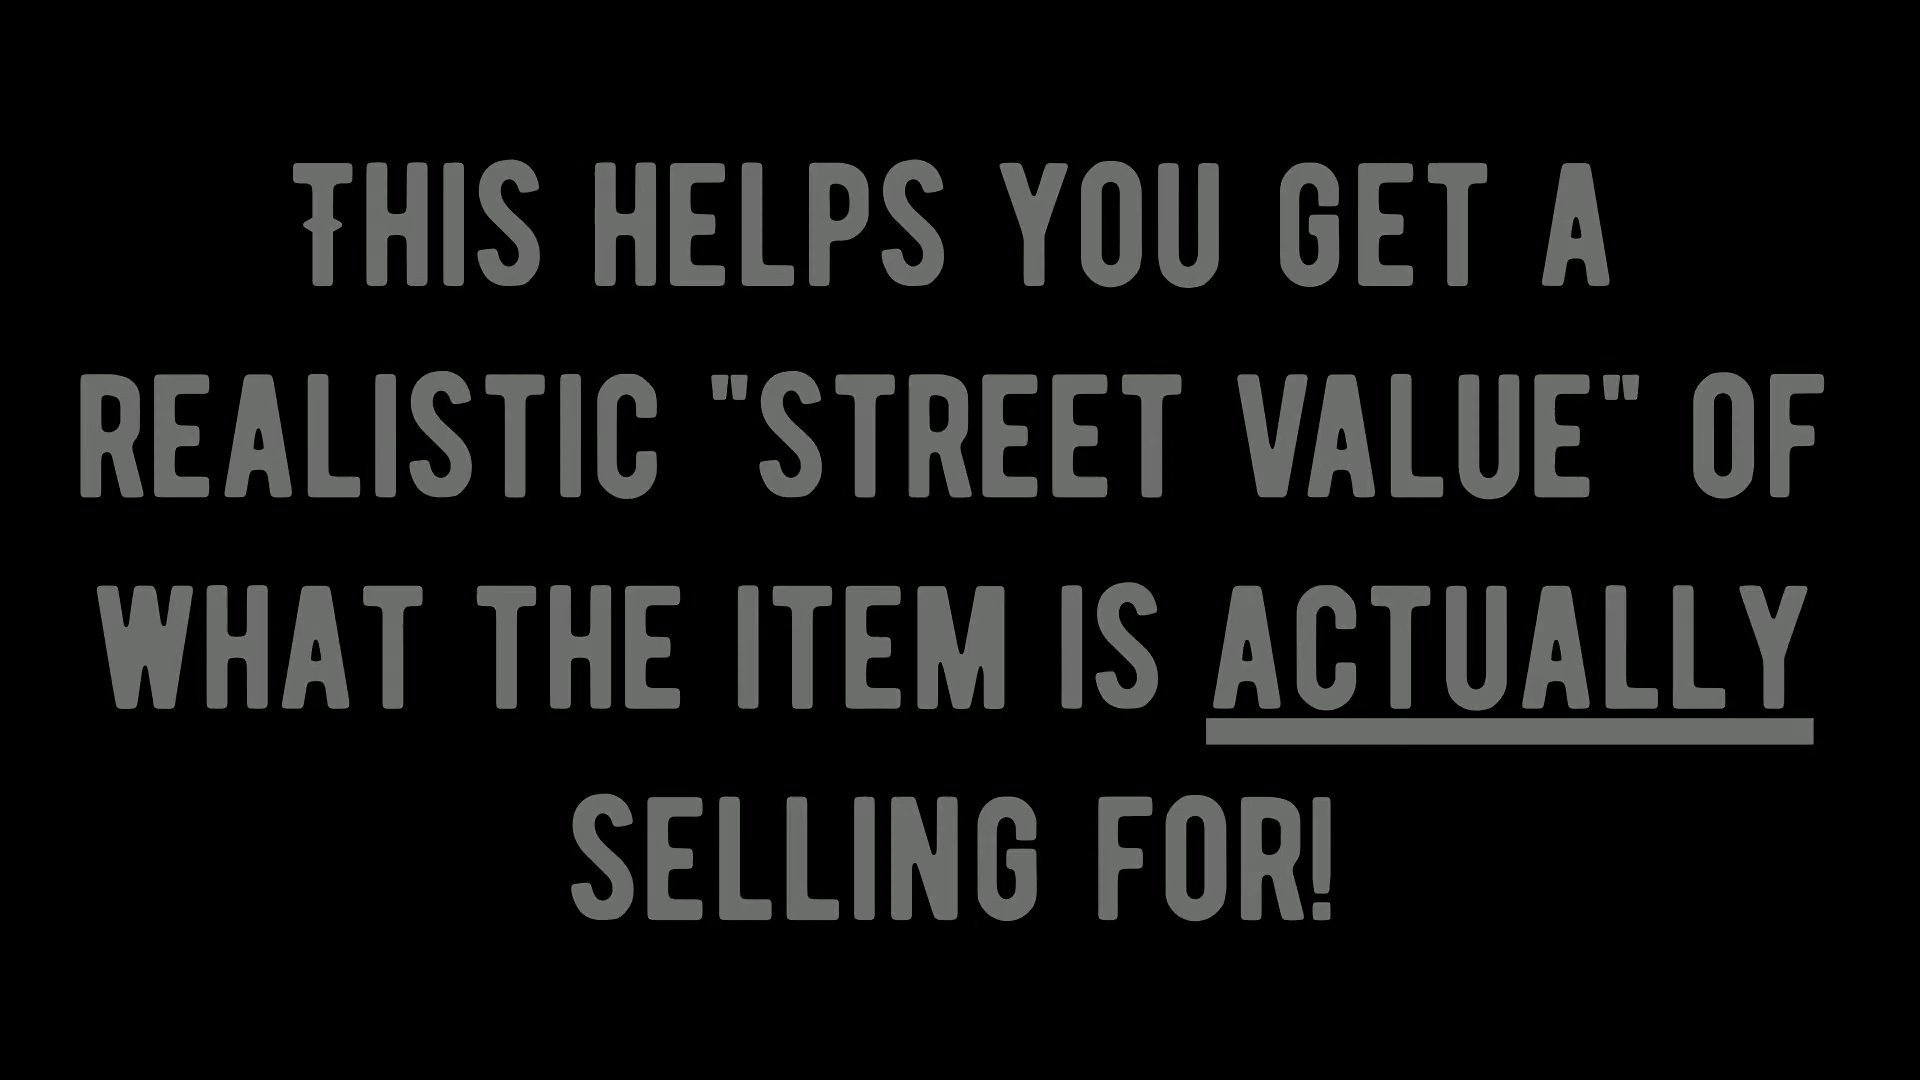 THIS HELPS YOU GET A
REALISTIC "STREET VALUE" OF
WHAT THE ITEM IS ACTUALLY
SELLING FOR!